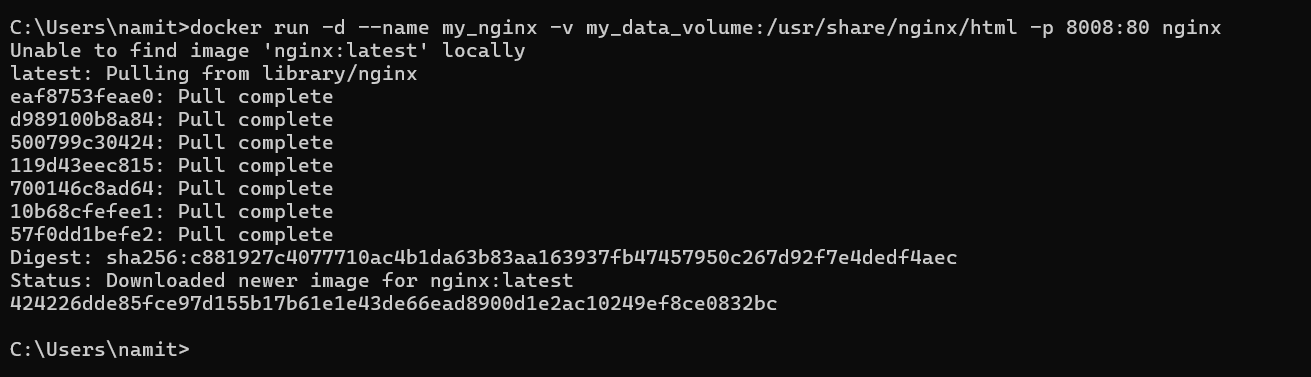 C:\Users\namit>docker run -d --name my_nginx -v my_data_volume:/usr/share/nginx/html -p 8008:80 nginx
Unable to find image 'nginx:latest' locally
latest: Pulling from library/nginx
eaf8753feae0: Pull complete
d989100b8a84: Pull complete
500799c30424: Pull complete
119d43eec815: Pull complete
700146c8ad64: Pull complete
10b68cfefee1: Pull complete
57f0dd1befe2: Pull complete
Digest: sha256:c881927c4077710ac4b1da63b83aa163937fb47457950c267d92f7e4dedf4aec
Status: Downloaded newer image for nginx:latest
424226dde85fce97d155b17b61e1e43de66ead8900d1e2ac10249ef8ce0832bc
C:\Users\namit>